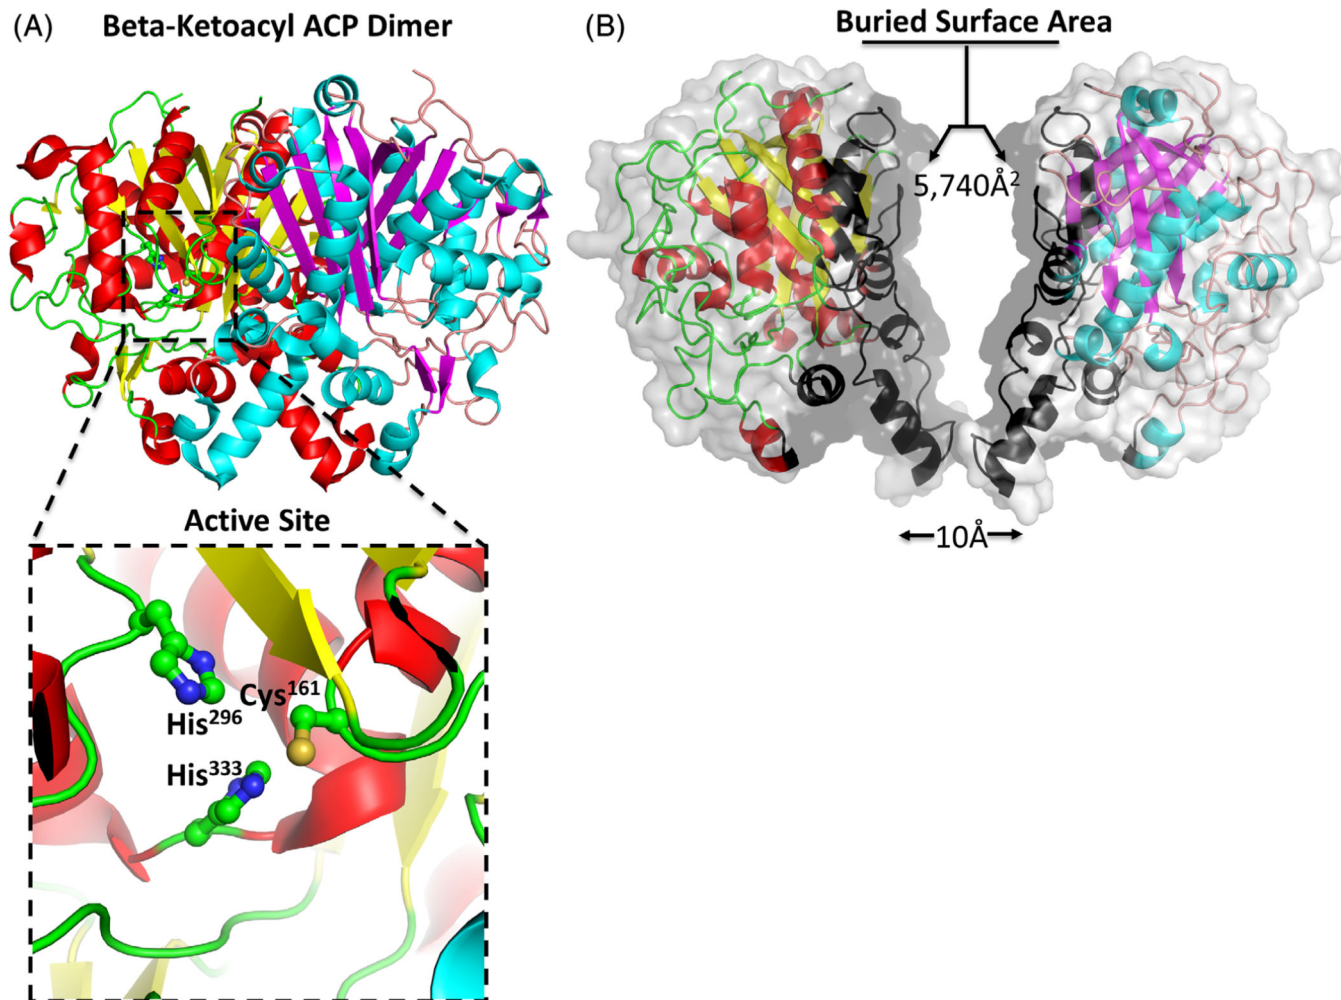 (A) Beta-Ketoacyl ACP Dimer
(B) Buried Surface Area
5,740Å²
10Å
Active Site
Cys¹⁶¹
His²⁹⁶
His³³³